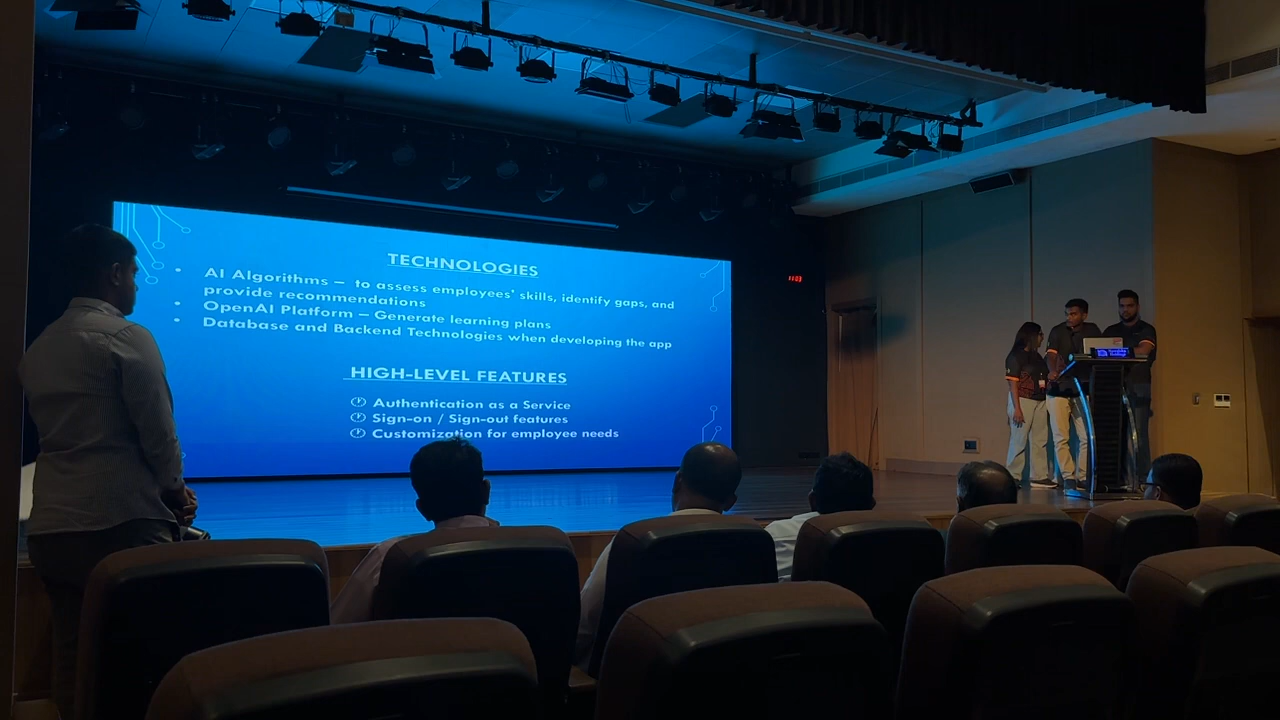 TECHNOLOGIES
• AI Algorithms – to assess employees' skills, identify gaps, and
provide recommendations
• OpenAI Platform – Generate learning plans
• Database and Backend Technologies when developing the app
HIGH-LEVEL FEATURES
Authentication as a Service
Sign-on / Sign-out features
Customization for employee needs